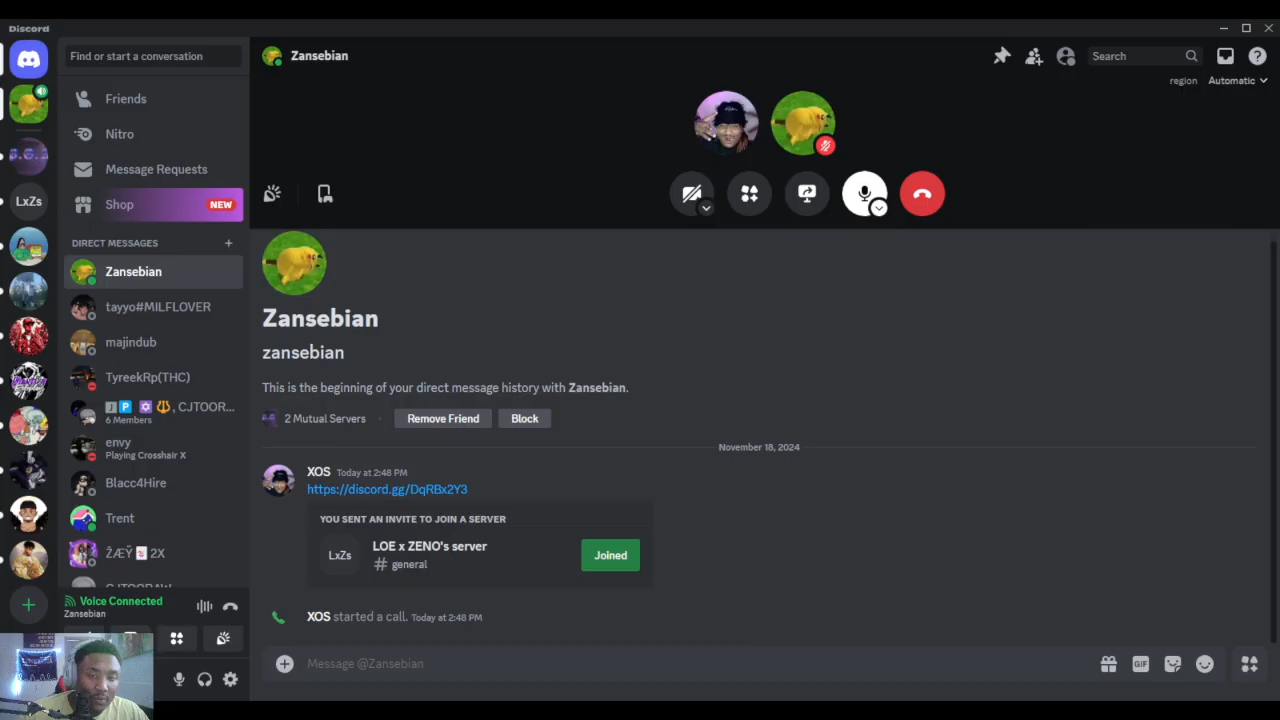 Discord
Find or start a conversation
Zansebian
Search
region
Automatic
Friends
Nitro
Message Requests
Shop
NEW
LxZs
DIRECT MESSAGES
Zansebian
tayyo#MILFLOVER
majindub
TyreekRp(THC)
J P , CJTOOR...
6 Members
envy
Playing Crosshair X
Blacc4Hire
Trent
ŽÆŸ 2X
Voice Connected
Zansebian
Zansebian
zansebian
This is the beginning of your direct message history with Zansebian.
2 Mutual Servers
Remove Friend
Block
November 18, 2024
XOS Today at 2:48 PM
https://discord.gg/DqRBx2Y3
YOU SENT AN INVITE TO JOIN A SERVER
LxZs
LOE x ZENO's server
general
Joined
XOS started a call. Today at 2:48 PM
Message @Zansebian
GIF